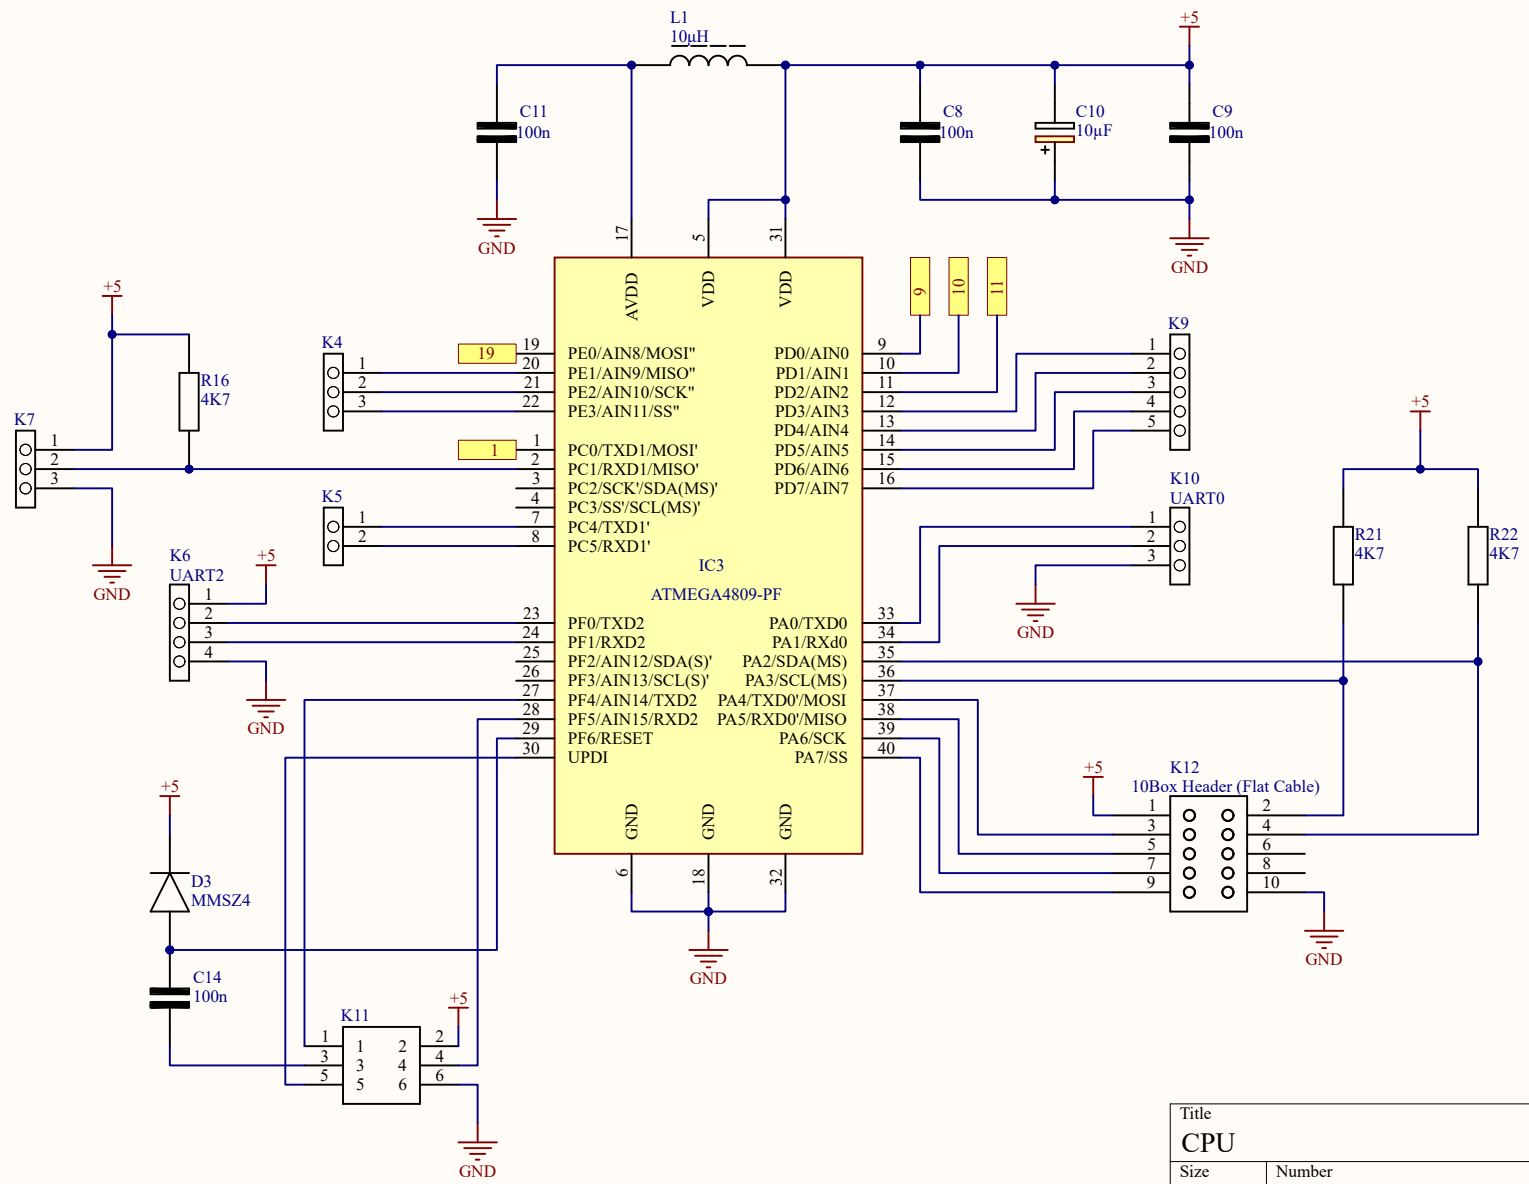 L1
10µH
+5
C11
100n
C8
100n
C10
10µF
+
C9
100n
GND
GND
17
5
31
AVDD
VDD
VDD
9
10
11
+5
R16
4K7
K7
1
2
3
GND
K4
1
2
3
19
1
K5
1
2
K6
UART2
+5
1
2
3
4
GND
19 PE0/AIN8/MOSI"
20 PE1/AIN9/MISO"
21 PE2/AIN10/SCK"
22 PE3/AIN11/SS"
1 PC0/TXD1/MOSI'
2 PC1/RXD1/MISO'
3 PC2/SCK'/SDA(MS)'
4 PC3/SS'/SCL(MS)'
7 PC4/TXD1'
8 PC5/RXD1'
IC3
ATMEGA4809-PF
23 PF0/TXD2
24 PF1/RXD2
25 PF2/AIN12/SDA(S)'
26 PF3/AIN13/SCL(S)'
27 PF4/AIN14/TXD2
28 PF5/AIN15/RXD2
29 PF6/RESET
30 UPDI
PD0/AIN0 9
PD1/AIN1 10
PD2/AIN2 11
PD3/AIN3 12
PD4/AIN4 13
PD5/AIN5 14
PD6/AIN6 15
PD7/AIN7 16
PA0/TXD0 33
PA1/RXd0 34
PA2/SDA(MS) 35
PA3/SCL(MS) 36
PA4/TXD0'/MOSI 37
PA5/RXD0'/MISO 38
PA6/SCK 39
PA7/SS 40
GND
GND
GND
6
18
32
GND
K9
1
2
3
4
5
K10
UART0
1
2
3
GND
+5
R21
4K7
R22
4K7
+5
K12
10Box Header (Flat Cable)
1 2
3 4
5 6
7 8
9 10
GND
+5
D3
MMSZ4
C14
100n
K11
+5
1 1 2 2
3 3 4 4
5 5 6 6
GND
Title
CPU
Size Number